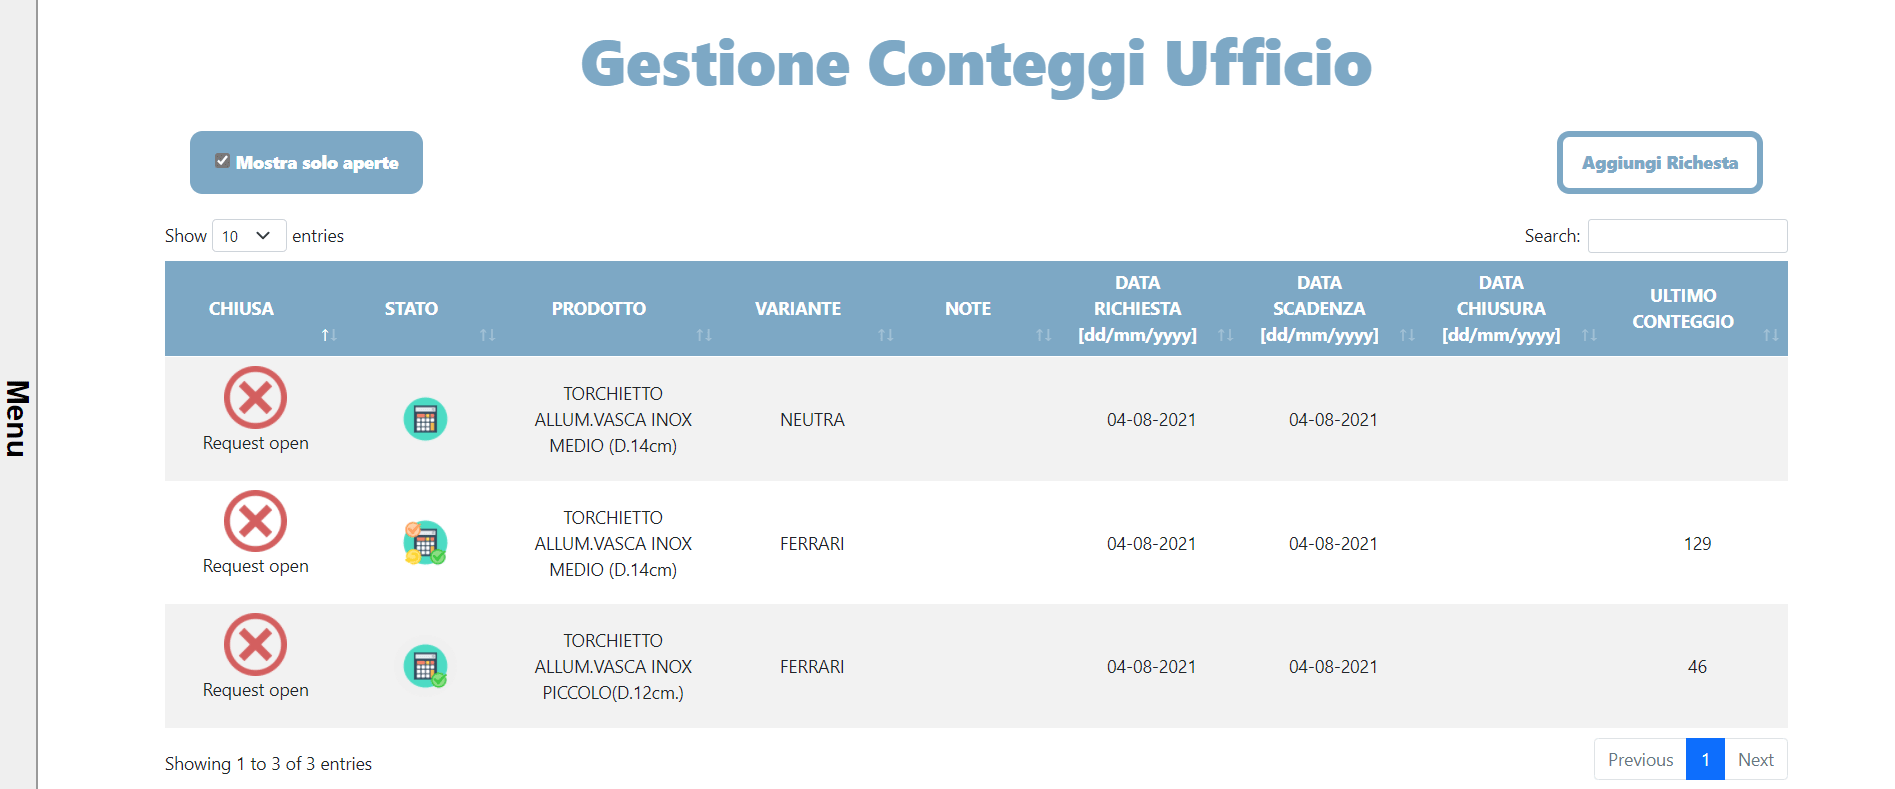 Gestione Conteggi Ufficio
Mostra solo aperte
Aggiungi Richesta
Show 10 entries
Search:
CHIUSA
STATO
PRODOTTO
VARIANTE
NOTE
DATA
RICHIESTA
[dd/mm/yyyy]
DATA
SCADENZA
[dd/mm/yyyy]
DATA
CHIUSURA
[dd/mm/yyyy]
ULTIMO
CONTEGGIO
Request open
TORCHIETTO
ALLUM.VASCA INOX
MEDIO (D.14cm)
NEUTRA
04-08-2021
04-08-2021
Request open
TORCHIETTO
ALLUM.VASCA INOX
MEDIO (D.14cm)
FERRARI
04-08-2021
04-08-2021
129
Request open
TORCHIETTO
ALLUM.VASCA INOX
PICCOLO(D.12cm.)
FERRARI
04-08-2021
04-08-2021
46
Showing 1 to 3 of 3 entries
Previous 1 Next
Menu